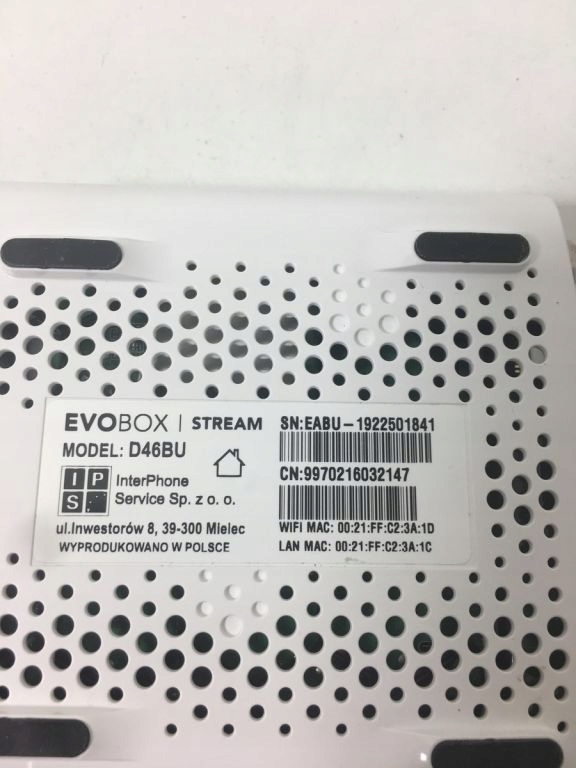 EVOBOX | STREAM
MODEL: D46BU
IPS.
InterPhone
Service Sp. z o. o.
ul.Inwestorów 8, 39-300 Mielec
WYPRODUKOWANO W POLSCE
SN:EABU-1922501841
CN:9970216032147
WIFI MAC: 00:21:FF:C2:3A:1D
LAN MAC: 00:21:FF:C2:3A:1C